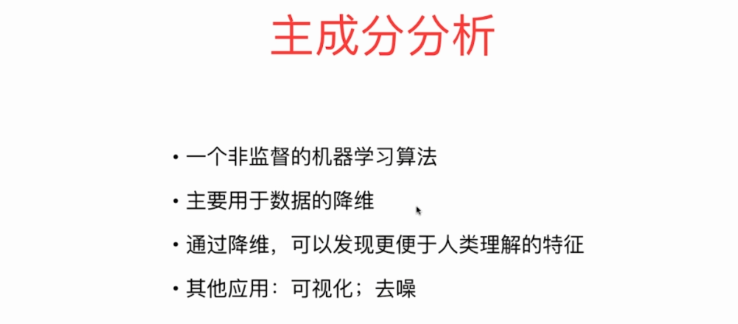 主成分分析
• 一个非监督的机器学习算法
• 主要用于数据的降维
• 通过降维，可以发现更便于人类理解的特征
• 其他应用：可视化；去噪